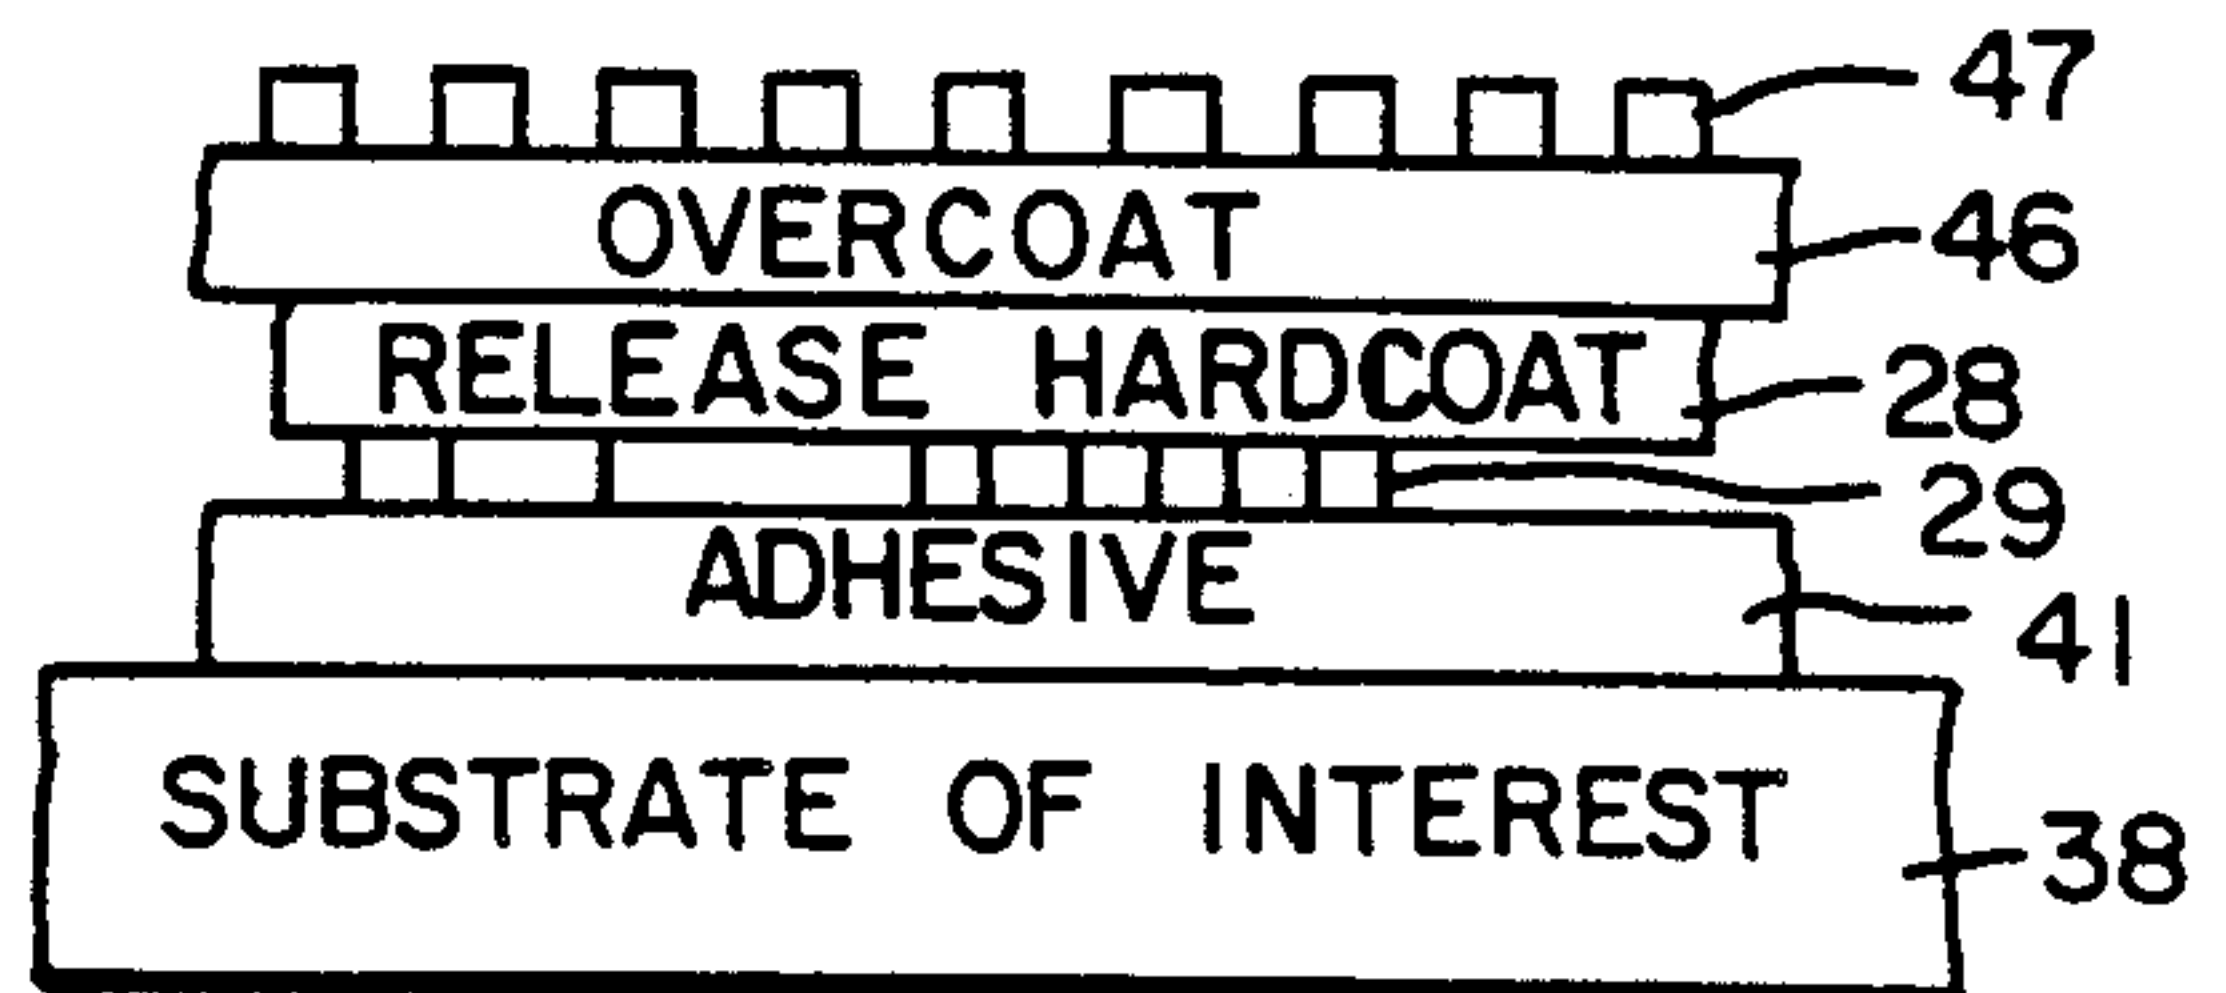 47
OVERCOAT
46
RELEASE HARDCOAT
28
29
ADHESIVE
41
SUBSTRATE OF INTEREST
38